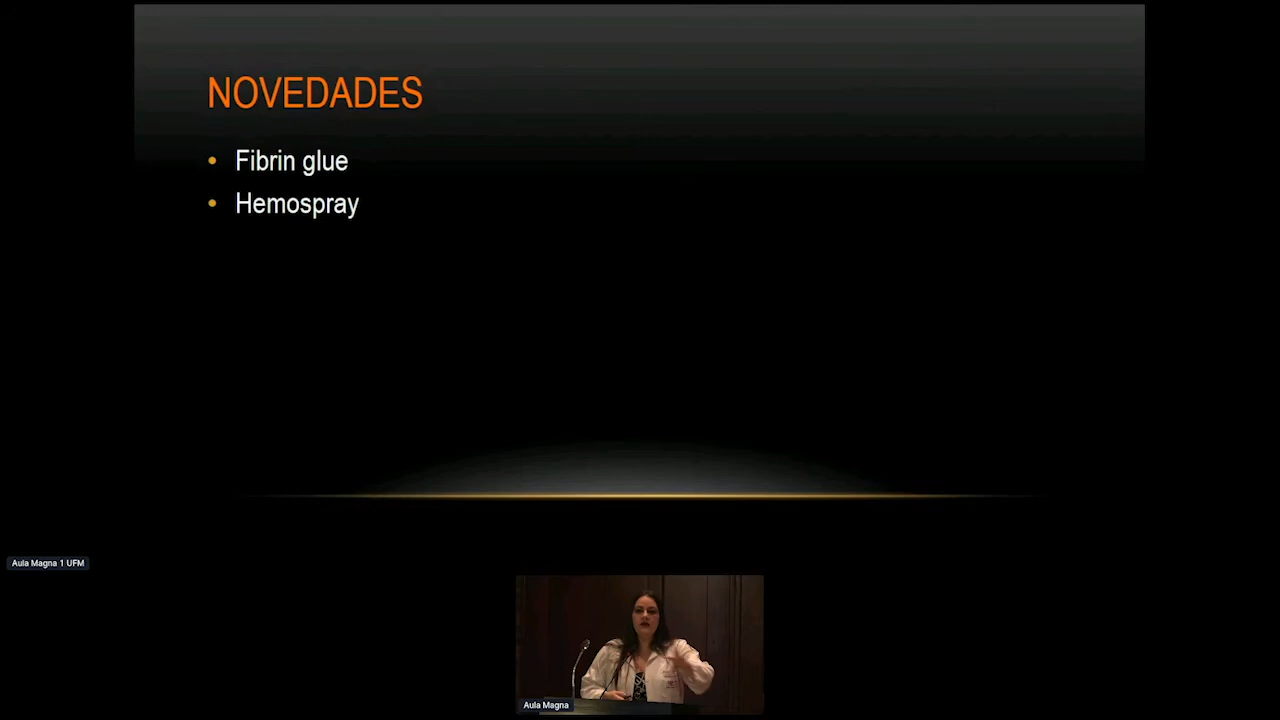 NOVEDADES
• Fibrin glue
• Hemospray
Aula Magna 1 UFM
Aula Magna